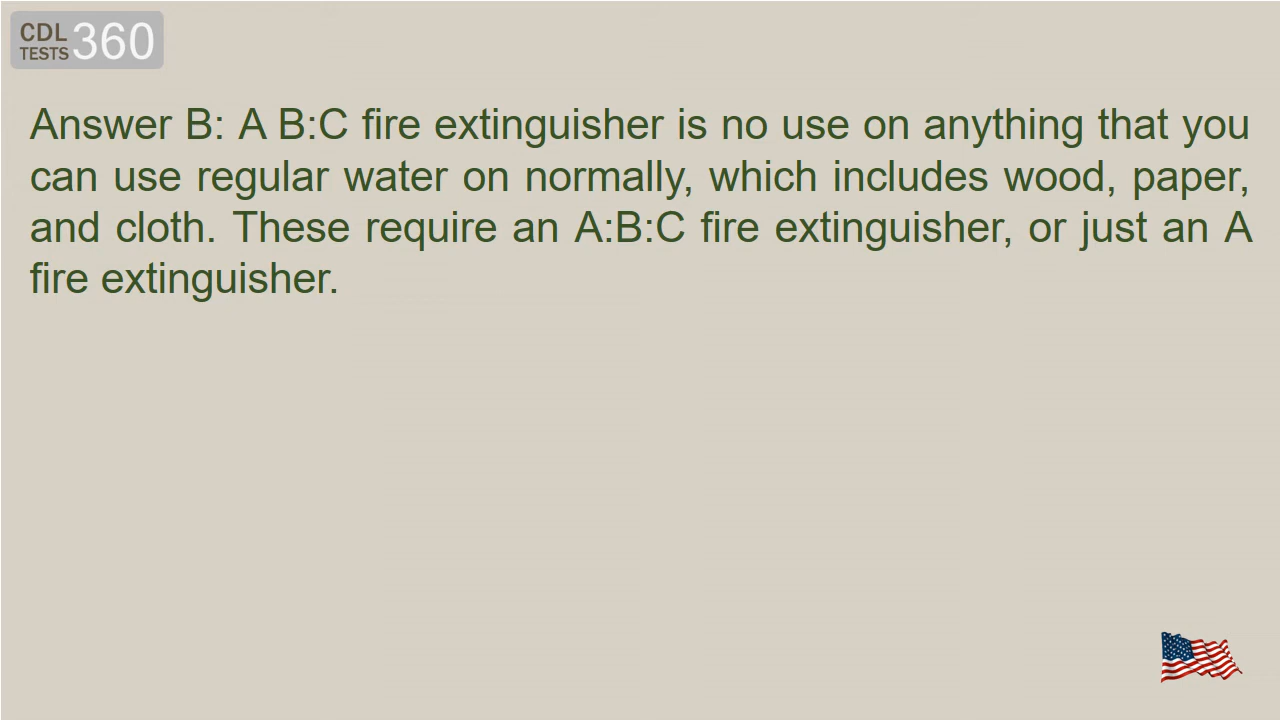 CDL
TESTS 360
Answer B: A B:C fire extinguisher is no use on anything that you
can use regular water on normally, which includes wood, paper,
and cloth. These require an A:B:C fire extinguisher, or just an A
fire extinguisher.